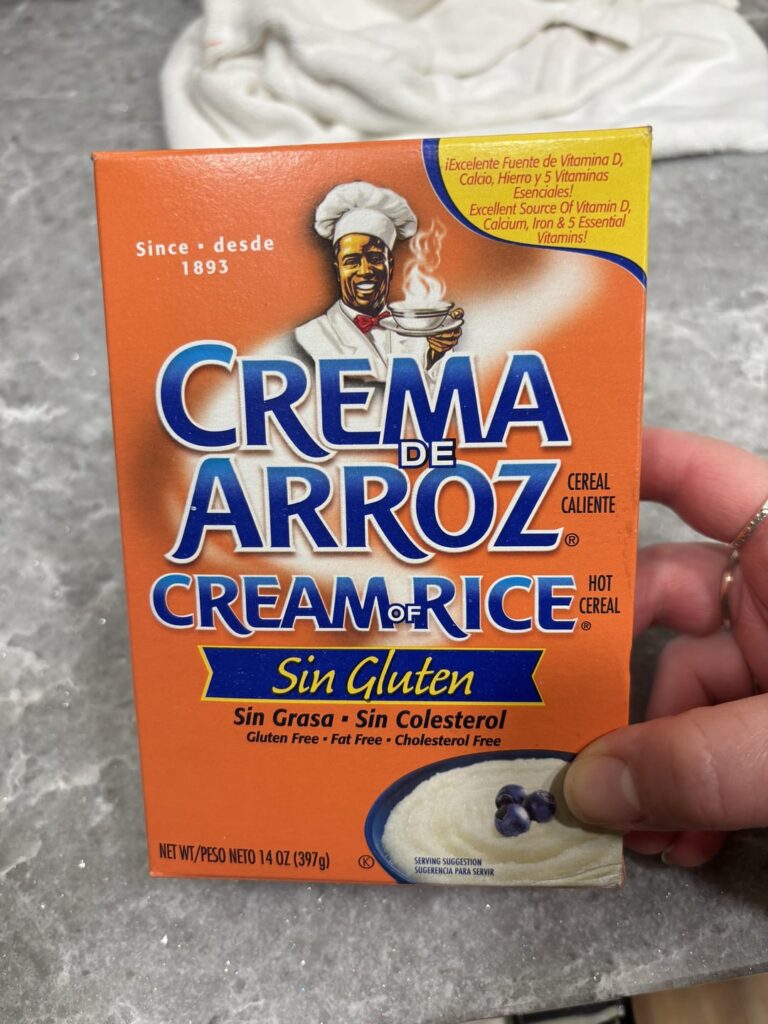 ¡Excelente Fuente de Vitamina D,
Calcio, Hierro y 5 Vitaminas
Esenciales!
Excellent Source Of Vitamin D,
Calcium, Iron & 5 Essential
Vitamins!
Since • desde
1893
CREMA
DE
ARROZ®
CEREAL
CALIENTE
CREAM OF RICE®
HOT
CEREAL
Sin Gluten
Sin Grasa • Sin Colesterol
Gluten Free • Fat Free • Cholesterol Free
NET WT/PESO NETO 14 OZ (397g)
K
SERVING SUGGESTION
SUGERENCIA PARA SERVIR